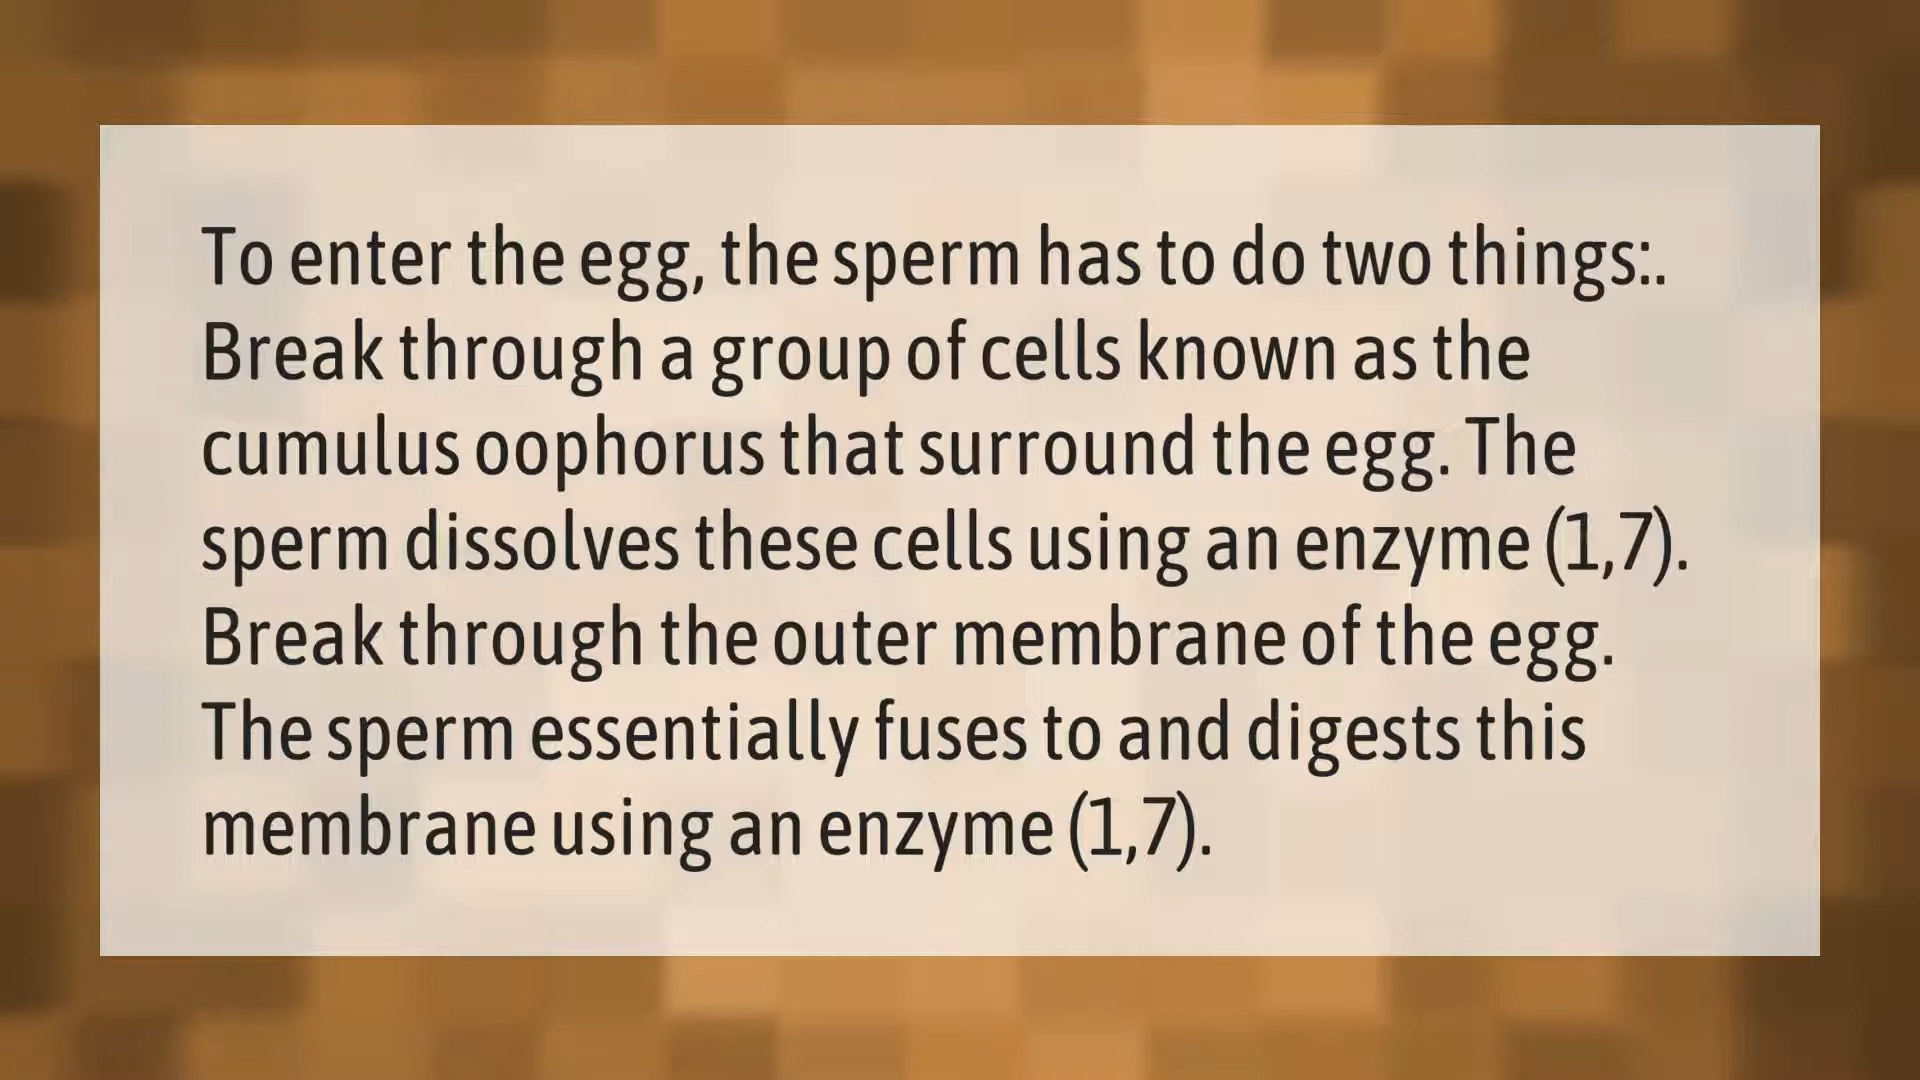 To enter the egg, the sperm has to do two things:.
Break through a group of cells known as the
cumulus oophorus that surround the egg. The
sperm dissolves these cells using an enzyme (1,7).
Break through the outer membrane of the egg.
The sperm essentially fuses to and digests this
membrane using an enzyme (1,7).